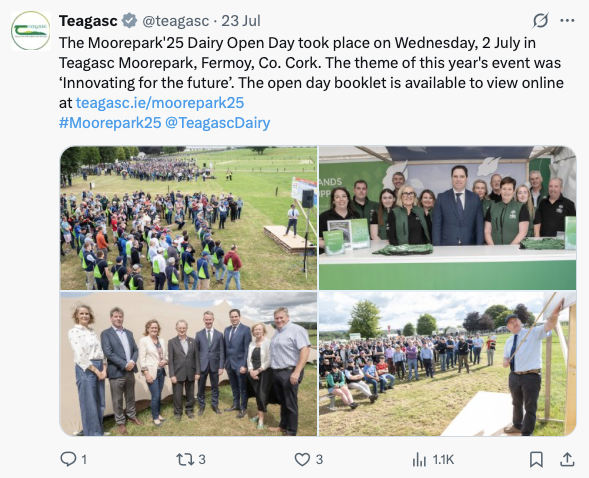 Teagasc @teagasc · 23 Jul
The Moorepark'25 Dairy Open Day took place on Wednesday, 2 July in
Teagasc Moorepark, Fermoy, Co. Cork. The theme of this year's event was
‘Innovating for the future’. The open day booklet is available to view online
at teagasc.ie/moorepark25
#Moorepark25 @TeagascDairy
ANDS
1
3
3
1.1K